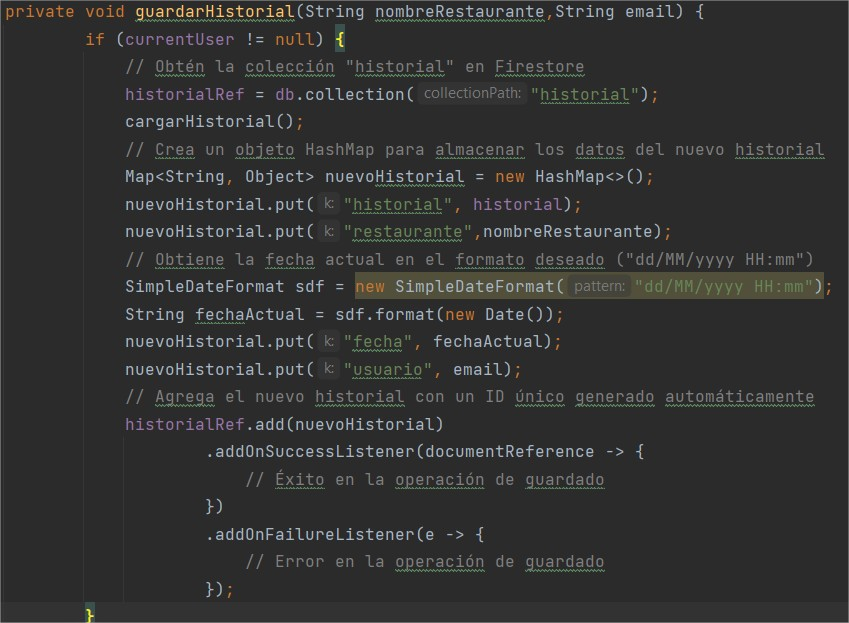 private void guardarHistorial(String nombreRestaurante,String email) {
if (currentUser != null) {
// Obtén la colección "historial" en Firestore
historialRef = db.collection( collectionPath: "historial");
cargarHistorial();
// Crea un objeto HashMap para almacenar los datos del nuevo historial
Map<String, Object> nuevoHistorial = new HashMap<>();
nuevoHistorial.put( k: "historial", historial);
nuevoHistorial.put( k: "restaurante",nombreRestaurante);
// Obtiene la fecha actual en el formato deseado ("dd/MM/yyyy HH:mm")
SimpleDateFormat sdf = new SimpleDateFormat( pattern: "dd/MM/yyyy HH:mm");
String fechaActual = sdf.format(new Date());
nuevoHistorial.put( k: "fecha", fechaActual);
nuevoHistorial.put( k: "usuario", email);
// Agrega el nuevo historial con un ID único generado automáticamente
historialRef.add(nuevoHistorial)
.addOnSuccessListener(documentReference -> {
// Éxito en la operación de guardado
})
.addOnFailureListener(e -> {
// Error en la operación de guardado
});
}